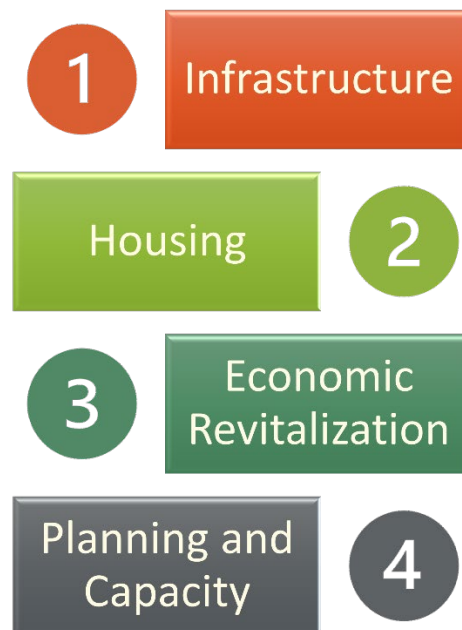 1
Infrastructure
Housing
2
3
Economic
Revitalization
Planning and
Capacity
4